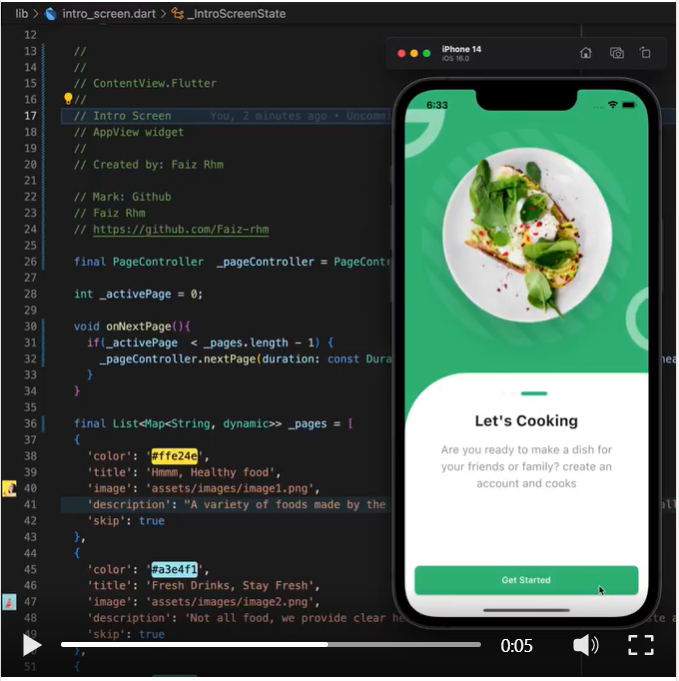 lib > intro_screen.dart > _IntroScreenState
12
13 //
14 //
15 // ContentView.Flutter
16 //
17 // Intro Screen You, 2 minutes ago • Uncommi
18 // AppView widget
19 //
20 // Created by: Faiz Rhm
21
22 // Mark: Github
23 // Faiz Rhm
24 // https://github.com/Faiz-rhm
25
26 final PageController _pageController = PageContr
27
28 int _activePage = 0;
29
30 void onNextPage(){
31 if(_activePage < _pages.length - 1) {
32 _pageController.nextPage(duration: const Dura
33 }
34 }
35
36 final List<Map<String, dynamic>> _pages = [
37 {
38 'color': '#ffe24e',
39 'title': 'Hmmm, Healthy food',
40 'image': 'assets/images/image1.png',
41 'description': "A variety of foods made by the
42 'skip': true
43 },
44 {
45 'color': '#a3e4f1',
46 'title': 'Fresh Drinks, Stay Fresh',
47 'image': 'assets/images/image2.png',
48 'description': 'Not all food, we provide clear he
49 'skip': true
50 },
51 {
iPhone 14
iOS 16.0
6:33
Let's Cooking
Are you ready to make a dish for
your friends or family? create an
account and cooks
Get Started
0:05